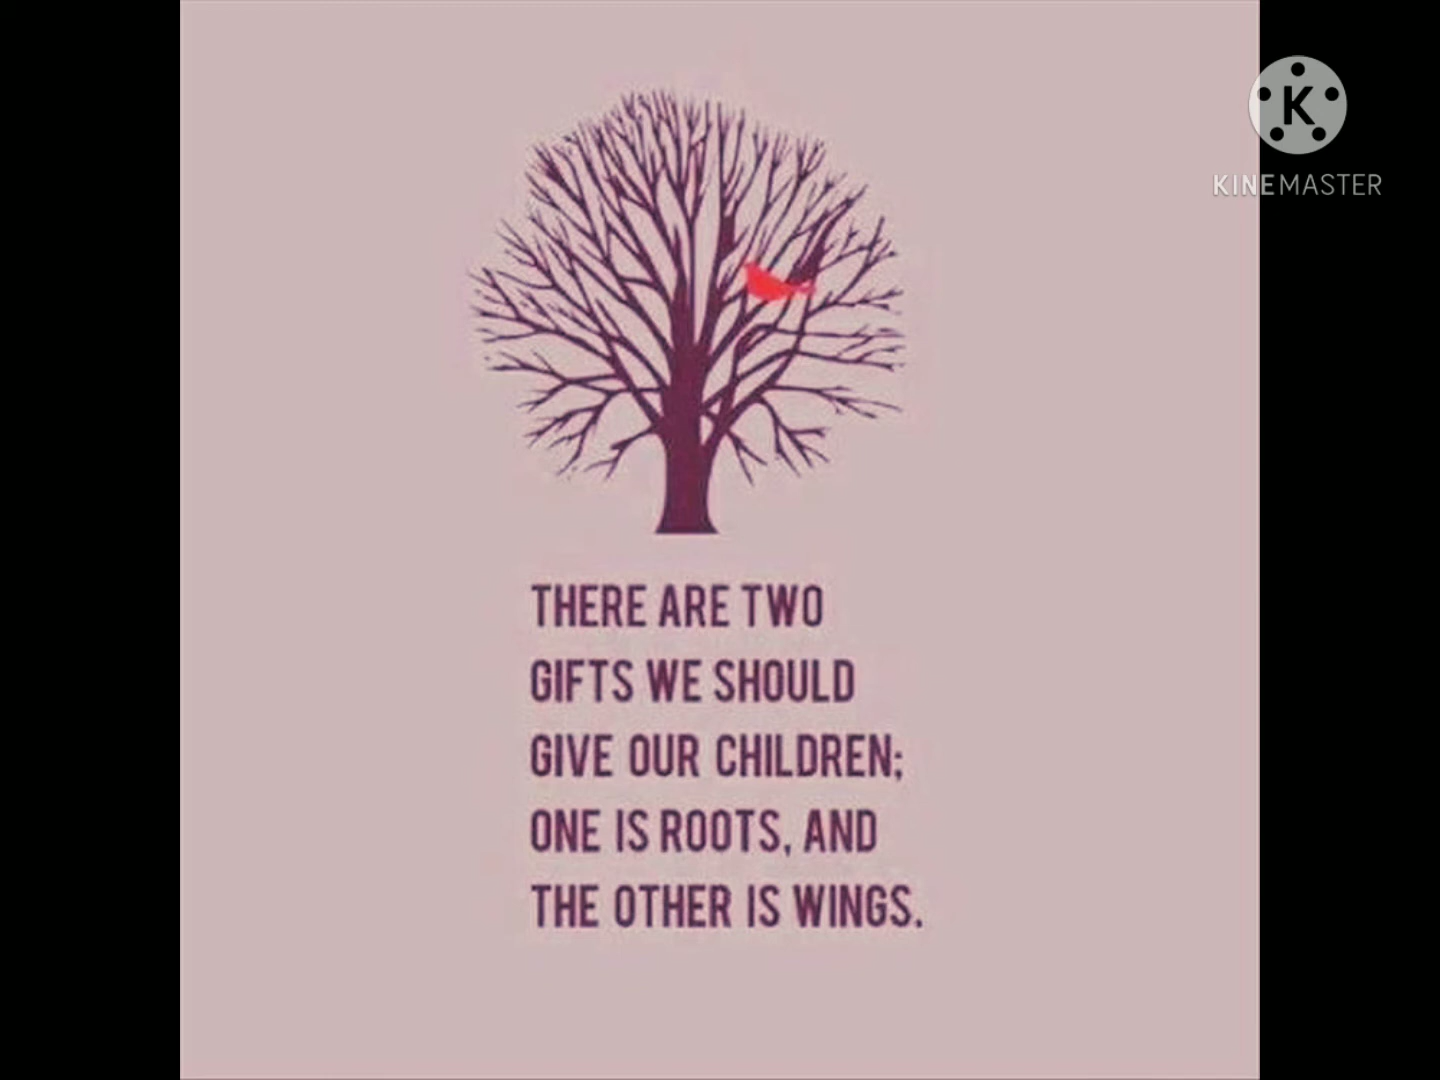 K
KINEMASTER
THERE ARE TWO
GIFTS WE SHOULD
GIVE OUR CHILDREN;
ONE IS ROOTS, AND
THE OTHER IS WINGS.